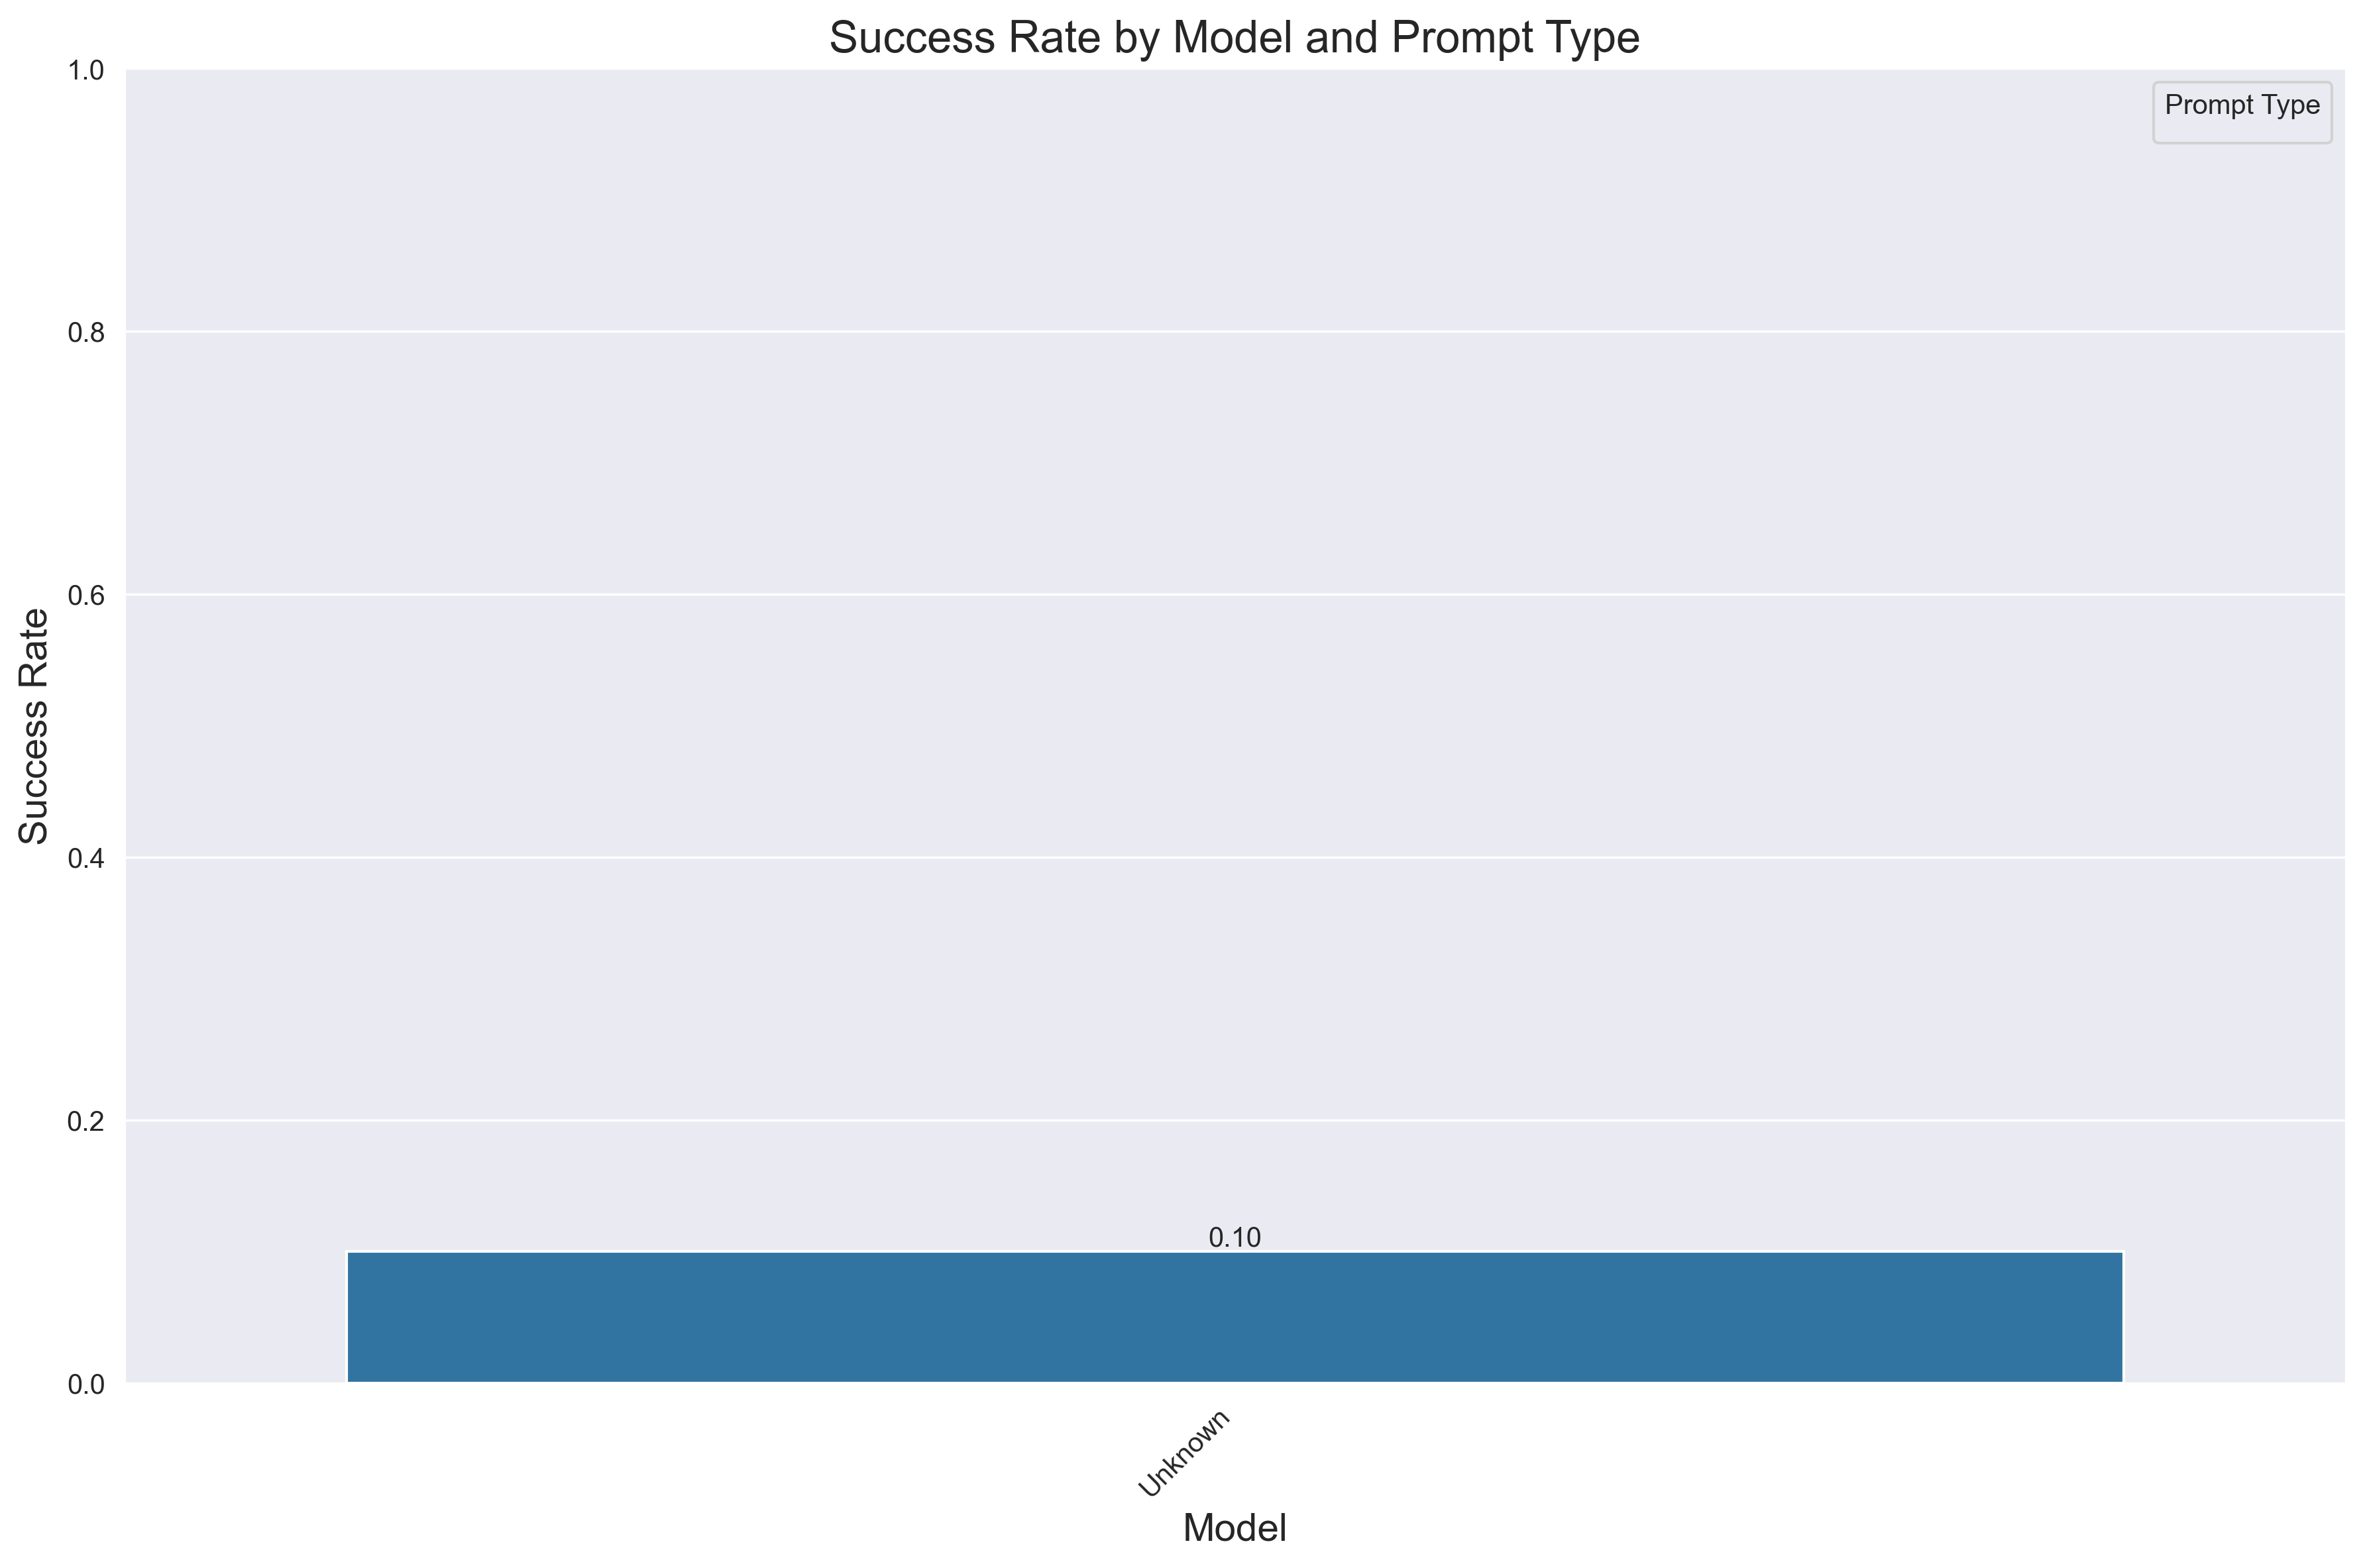 Success Rate by Model and Prompt Type
Prompt Type
1.0
0.8
0.6
0.4
0.2
0.0
Success Rate
0.10
Unknown
Model